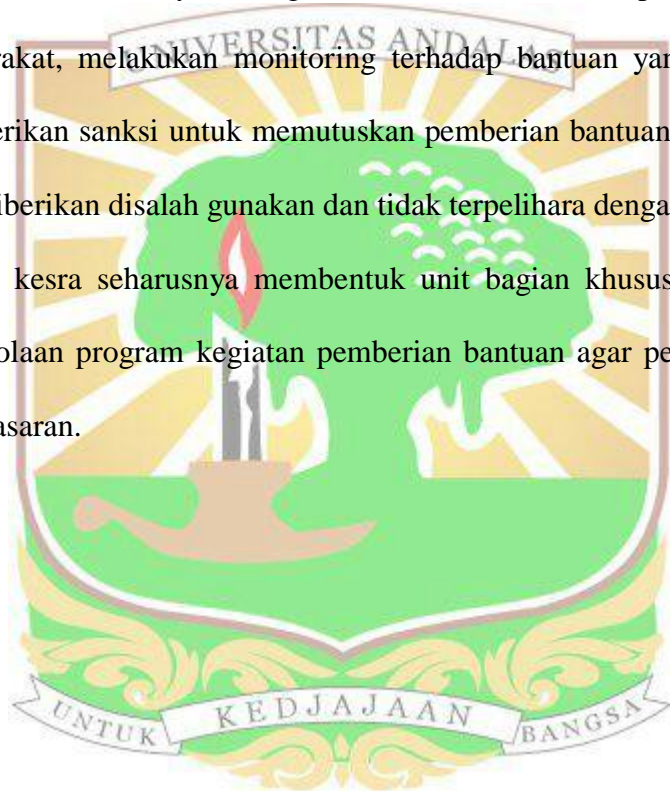 UNIVERSITAS ANDALAS
rakat, melakukan monitoring terhadap bantuan yan
erikan sanksi untuk memutuskan pemberian bantuan
iberikan disalah gunakan dan tidak terpelihara denga
kesra seharusnya membentuk unit bagian khusus
olaan program kegiatan pemberian bantuan agar pe
asaran.
UNTUK KEDJAJAAN BANGSA